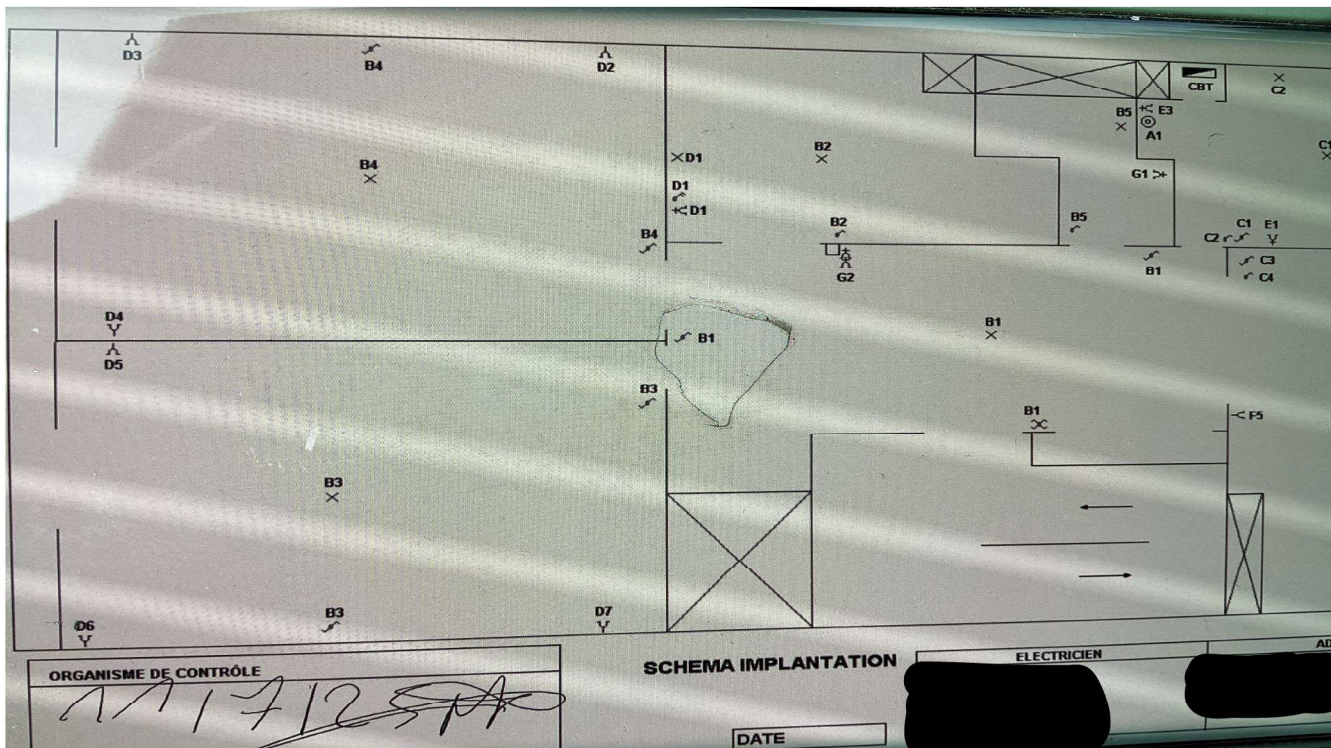 D3
B4
D2
CBT
C2
B5
E3
A1
B4
D1
B2
C1
G1
D1
D1
B4
B2
B5
C2
C1
E1
G2
B1
C3
C4
D4
B1
B1
D5
B3
B1
F5
B3
B3
D6
D7
ORGANISME DE CONTRÔLE
SCHEMA IMPLANTATION
ELECTRICIEN
DATE